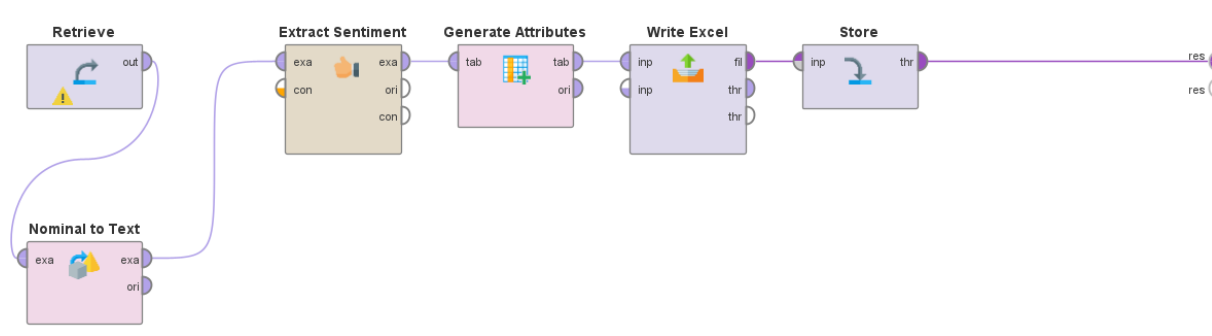 Retrieve
out
Extract Sentiment
exa exa
con ori
con
Generate Attributes
tab tab
ori
Write Excel
inp fil
inp thr
thr
Store
inp thr
res
res
Nominal to Text
exa exa
ori